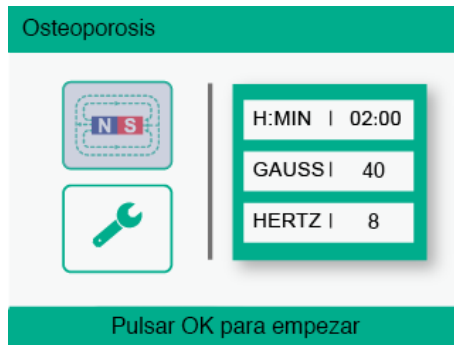 Osteoporosis
N S
H:MIN | 02:00
GAUSS | 40
HERTZ | 8
Pulsar OK para empezar